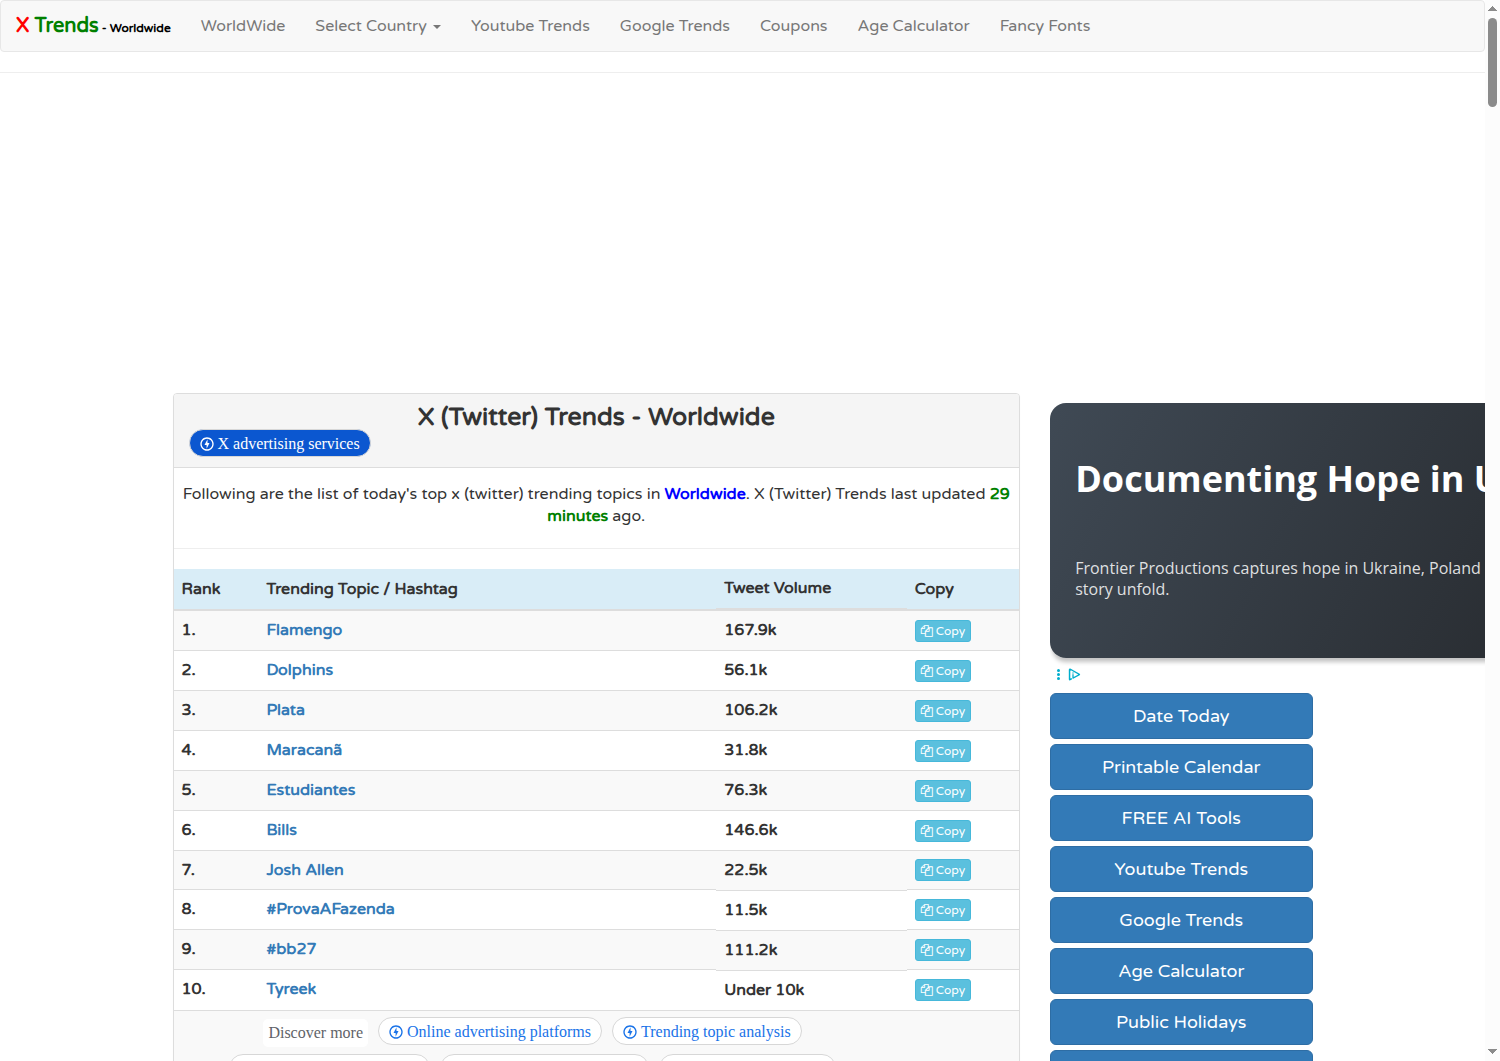 X Trends - Worldwide WorldWide Select Country Youtube Trends Google Trends Coupons Age Calculator Fancy Fonts
X (Twitter) Trends - Worldwide
X advertising services
Following are the list of today's top x (twitter) trending topics in Worldwide. X (Twitter) Trends last updated 29
minutes ago.
Rank Trending Topic / Hashtag Tweet Volume Copy
1. Flamengo 167.9k Copy
2. Dolphins 56.1k Copy
3. Plata 106.2k Copy
4. Maracanã 31.8k Copy
5. Estudiantes 76.3k Copy
6. Bills 146.6k Copy
7. Josh Allen 22.5k Copy
8. #ProvaAFazenda 11.5k Copy
9. #bb27 111.2k Copy
10. Tyreek Under 10k Copy
Discover more Online advertising platforms Trending topic analysis
Documenting Hope in
Frontier Productions captures hope in Ukraine, Poland
story unfold.
Date Today
Printable Calendar
FREE AI Tools
Youtube Trends
Google Trends
Age Calculator
Public Holidays